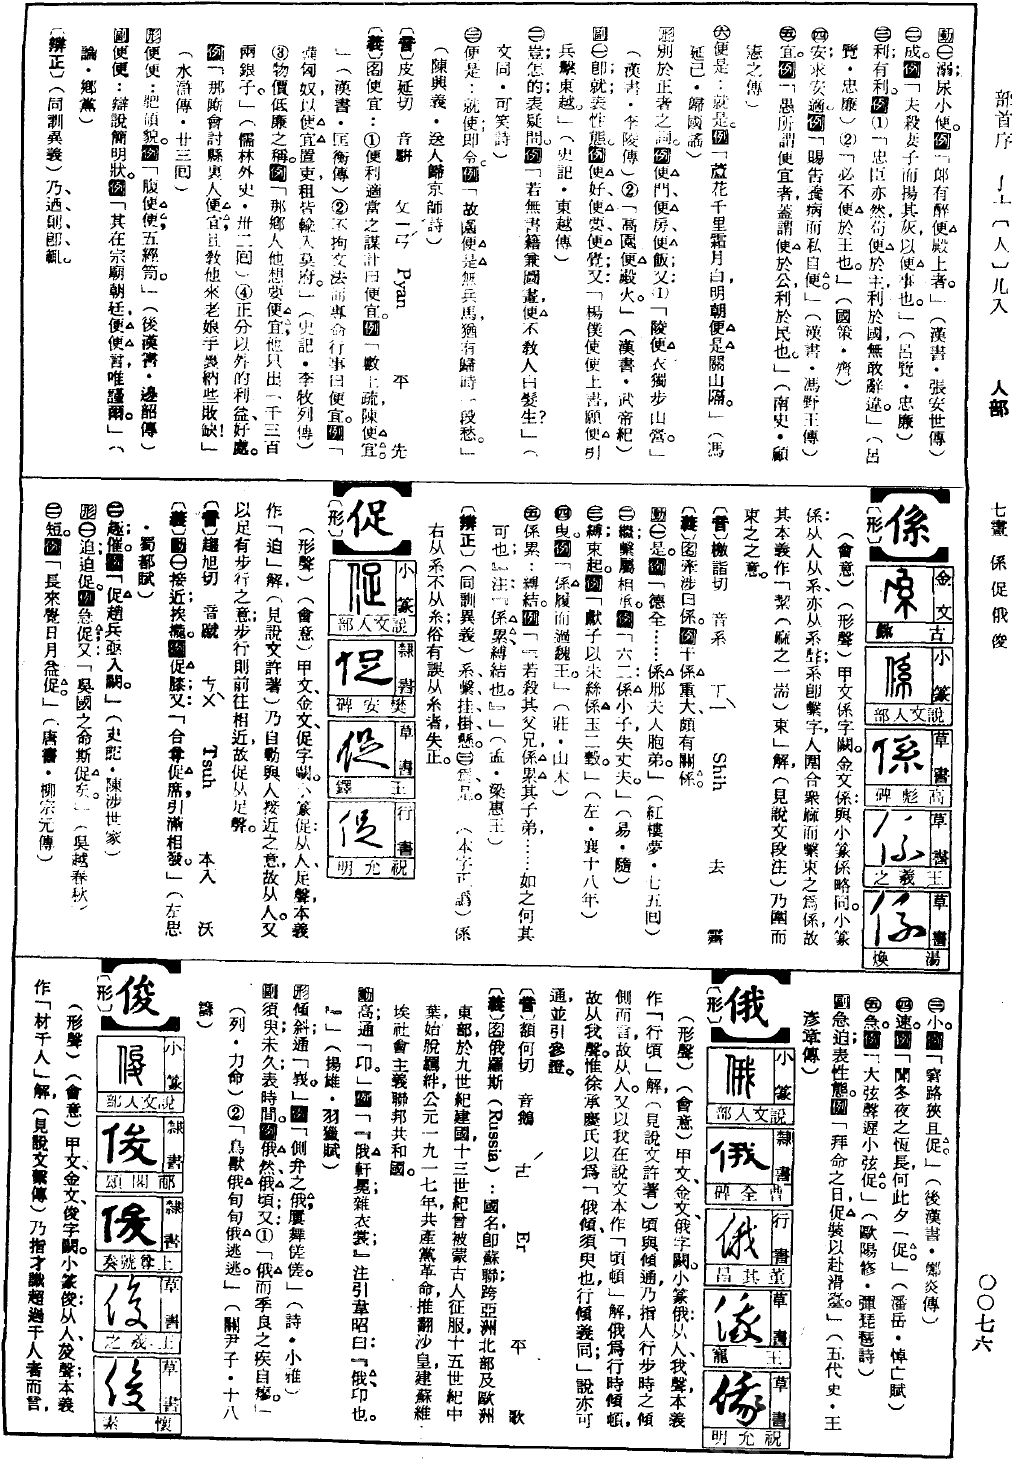 部首序
〔人〕儿入
人部
七畫 係促俄俊
〇〇七六
動㊀溺尿小便。例「郎有醉便殿上者。」(漢書・張安世傳)
㊁成。例「夫殺妻子而揚其灰以便事也。」(呂覽・忠廉)
㊂利;有利。例①「忠臣亦然苟便於主利於國無敢辭違。」(呂
覽・忠廉)②「必不便於王也。」(國策・齊)
㊃安;求安;適。例「賜告養病而私自便。」(漢書・馮野王傳)
㊄宜。例「愚所謂便宜者蓋謂便於公利於民也。」(南史・顧
憲之傳)
㊅便是:就是。例「蘆花千里霜月白,明朝便是關山隔。」(馮
延巳・歸國謠)
形別於正者之詞。例便門、便房、便飯又:①「陵便衣獨步出營。」
(漢書・李陵傳)②「高園便殿火。」(漢書・武帝紀)
副㊀卽;就。表性態。例便好、便要、便覺又:「楊僕使使上書願便引
兵擊東越。」(史記・東越傳)
㊁豈;怎的。表疑問。例「若無書籍兼圖畫,便不敎人白髮生?」(
文同・可笑詩)
㊂便是:就使;卽令。例「故園便是無兵馬,猶有歸時一段愁。」
(陳與義・送人歸京師詩)
〔音〕皮延切 音駢 ㄆㄧㄢˊ Pyan 平 先
〔義〕名便宜:①便利適當之謀計曰便宜。例「數上疏,陳便宜。
」(漢書・匡衡傳)②不拘文法而專命行事曰便宜。例「
備匈奴以便宜置吏,租皆輸入莫府。」(史記・李牧列傳)
③物價低廉之稱。例「那鄉人他想要便宜,他只出一千三百
兩銀子。」(儒林外史・卅二回)④正分以外的利益、好處。
例「那廝會討縣裏人便宜,且敎他來老娘手裏納些敗缺!
(水滸傳・廿三回)
形便便:肥頭貌。例「腹便便,五經笥。」(後漢書・邊韶傳)
副便便:辯說簡明狀。例「其在宗廟朝廷,便便言,唯謹爾。」(
論・鄉黨)
〔辨正〕(同訓異義)乃、迺、則、卽、輒。
係
〔形〕
金文 古鉨
小篆 說文人部
草書 高彪碑
草書 王羲之
草書 湯煥
(會意)(形聲)甲文係字闕。金文係:與小篆係略同。小篆
係:从人从系,亦从系聲;系卽繫字,人圍合衆麻而繫束之爲係,故
其本義作「絜(麻之一耑)束」解(見說文段注)乃圍而
束之之意。
〔音〕檄詣切 音系 ㄒㄧˋ Shih 去 霽
〔義〕名牽涉曰係。例干係重大、頗有關係。
動㊀是。例「德全……係邢夫人胞弟。」(紅樓夢・七五回)
㊁繼;繫屬相承。例「六二:係小子,失丈夫。」(易・隨)
㊂縛;束;起。例「獻子以朱絲係玉二瑴。」(左・襄十八年)
㊃曳。例「係履而過魏王。」(莊・山木)
㊄係累:縛結。例「『若殺其父兄,係累其子弟,……如之何其
可也』注『係累,縛結也。』」(孟・梁惠王)
〔辨正〕(同訓異義)系、繫、挂、掛、懸。
右从系不从糸,俗有誤从糸者,失正。
促
〔形〕
小篆 說文人部
隸書 樊安碑
草書 王鐸
行書 祝允明
(形聲)(會意)甲文、金文促字闕。小篆促:从人、足聲,本義
作「迫」解(見說文許著)乃自動與人接近之意,故从人。又
以足有步行之意;步行則前往相近,故促从足聲。
〔音〕趨旭切 音蹴 ㄘㄨˋ Tsuh 本入 沃
〔義〕動㊀接近;挨攏。例促膝又:「合尊促席,引滿相發。」(左思
・蜀都賦)
㊁趣;催。例「促趙兵亟入關。」(史記・陳涉世家)
形㊀迫;迫促。例急促又:「吳國之命斯促矣。」(吳越春秋)
㊁短。例「長來覺日月益促。」(唐書・柳宗元傳)
㊂小。例「窮路狹且促。」(後漢書・酈炎傳)
㊃速。例「聞冬夜之恆長,何此夕一促。」(潘岳・悼亡賦)
㊄急。例「大弦聲遲小弦促。」(歐陽修・彈琵琶詩)
副急迫。表性態。例「拜命之日,促裝以赴滑臺。」(五代史・王
彥章傳)
俄
〔形〕
小篆 說文人部
隸書 曹全碑
行書 董其昌
草書 王寵
草書 祝允明
(形聲)(會意)甲文、金文俄字闕。小篆俄:从人、我聲,本義
作「行頃」解(見說文許著)頃與傾通,乃指人行步時之傾
側而言,故从人。又以我在說文本作「頃頓」解,俄爲行時傾頓,
故从我聲。惟徐承慶氏以爲「俄傾,須臾也,行傾義同」說亦可
通,並引參證。
〔音〕額何切 音鵝 ㄜˊ Er 平 歌
〔義〕名俄羅斯(Russia):國名,卽蘇聯,跨亞洲北部及歐洲
東部,於九世紀建國,十三世紀曾被蒙古人征服,十五世紀中
葉始脫羈絆,公元一九一七年共產黨革命,推翻沙皇建蘇維
埃社會主義聯邦共和國。
動高;通「卬。」例「『俄軒冕,雜衣裳』注引韋昭曰:『俄,卬也。
』」(揚雄・羽獵賦)
形傾斜;通「峩。」例「側弁之俄,屢舞傞傞。」(詩・小雅)
副須臾;未久。表時間。例俄然、俄頃又:①「俄而季良之疾自瘳。」
(列・力命)②「鳥獸俄旬旬,俄逃逃。」(關尹子・十八
籌)
俊
〔形〕
小篆 說文人部
隸書 郙閣頌
隸書 上尊號奏
草書 王羲之
草書 懷素
(形聲)(會意)甲文、金文俊字闕。小篆俊:从人、夋聲,本義
作「材千人」解(見說文繫傳)乃指才識超過千人者而言,